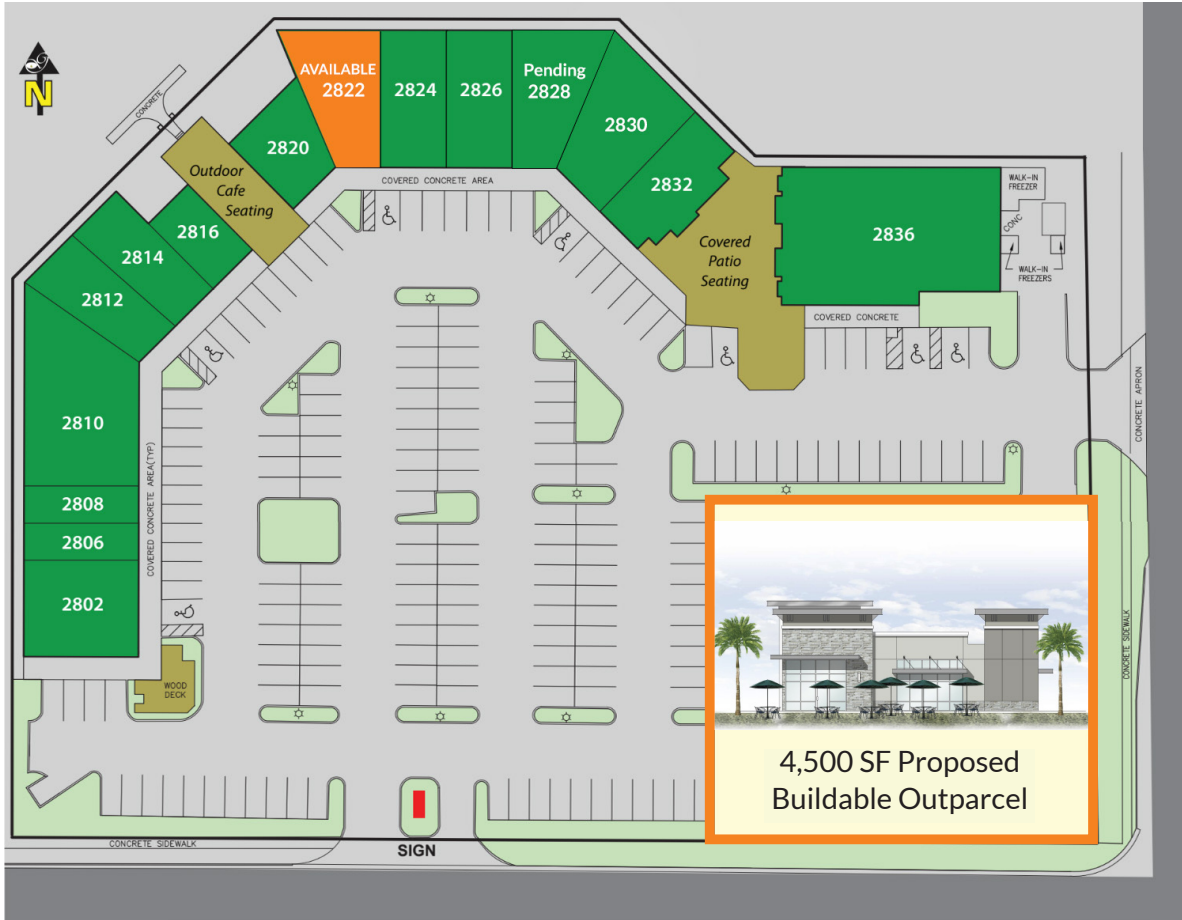 N
CONCRETE
AVAILABLE
2822
2824
2826
Pending
2828
2830
2832
2820
Outdoor
Cafe
Seating
2816
2814
2812
2810
2808
2806
2802
COVERED CONCRETE AREA
COVERED CONCRETE AREA(TYP)
Covered
Patio
Seating
2836
WALK-IN
FREEZER
CONC
WALK-IN
FREEZERS
COVERED CONCRETE
CONCRETE APRON
WOOD
DECK
CONCRETE SIDEWALK
4,500 SF Proposed
Buildable Outparcel
CONCRETE SIDEWALK
SIGN